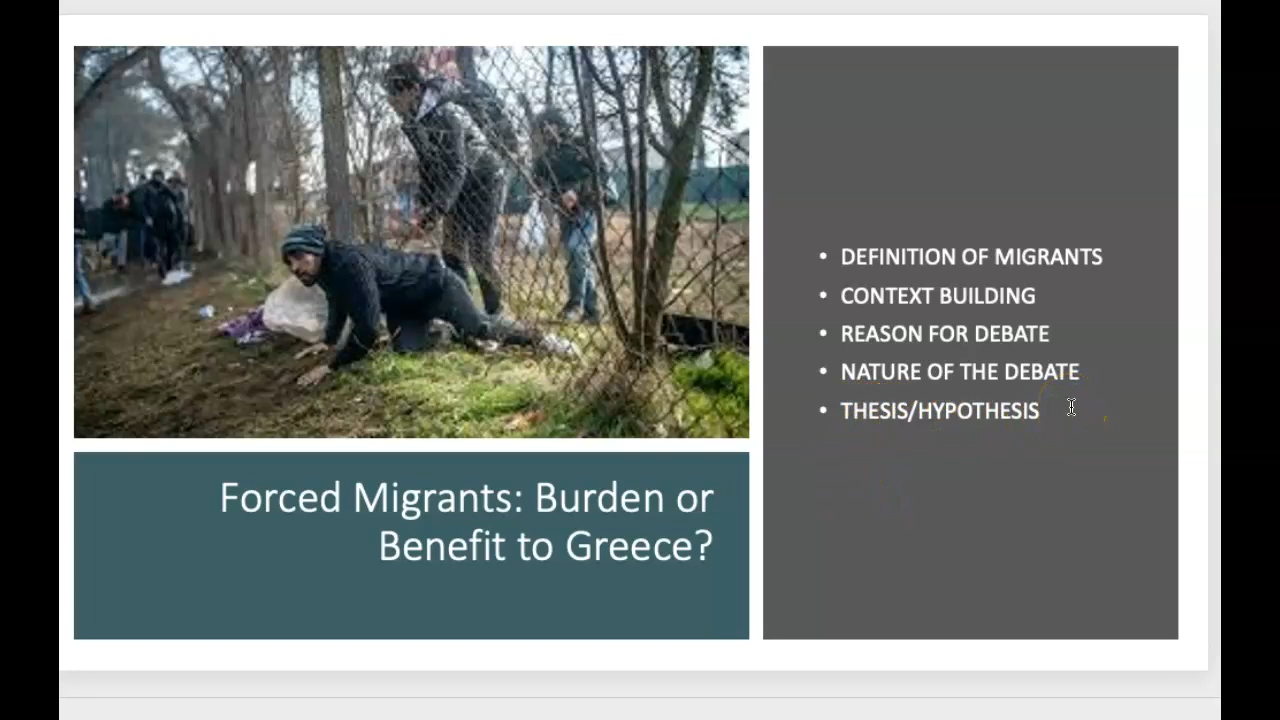 Forced Migrants: Burden or
Benefit to Greece?
• DEFINITION OF MIGRANTS
• CONTEXT BUILDING
• REASON FOR DEBATE
• NATURE OF THE DEBATE
• THESIS/HYPOTHESIS